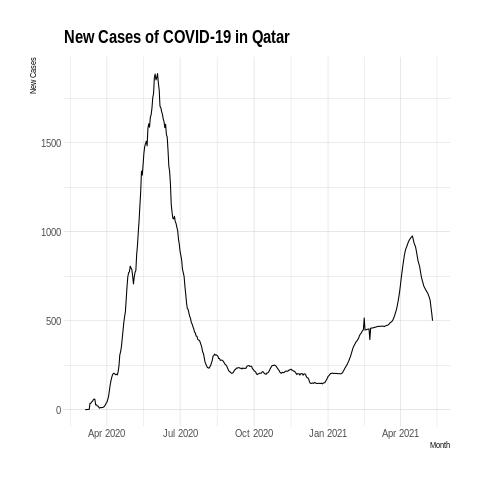 New Cases of COVID-19 in Qatar
New Cases
1500
1000
500
0
Apr 2020 Jul 2020 Oct 2020 Jan 2021 Apr 2021
Month